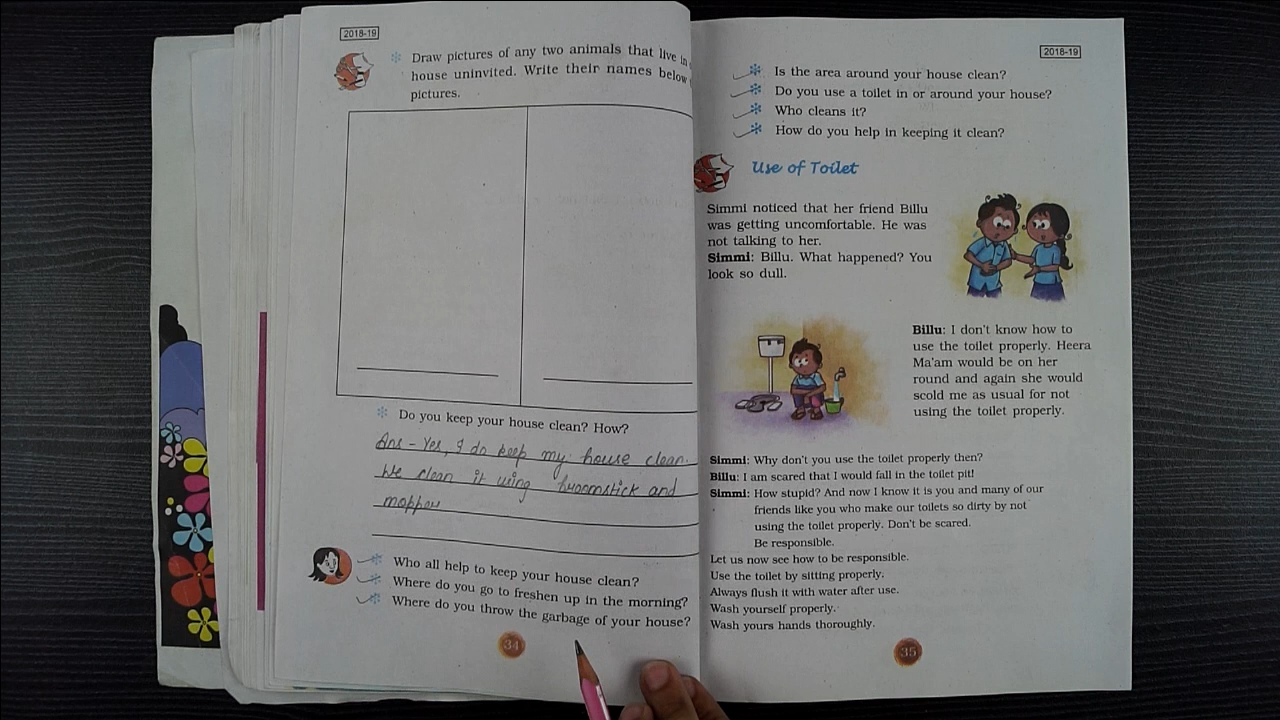 2018-19
Draw pictures of any two animals that live in
house uninvited. Write their names below
pictures.
Do you keep your house clean? How?
Ans - Yes, I do keep my house clean.
We clean it using broomstick and
Who all help to keep your house clean?
Where do you go to freshen up in the morning?
Where do you throw the garbage of your house?
34
2018-19
Is the area around your house clean?
Do you use a toilet in or around your house?
Who cleans it?
How do you help in keeping it clean?
Use of Toilet
Simmi noticed that her friend Billu
was getting uncomfortable. He was
not talking to her.
Simmi: Billu. What happened? You
look so dull.
Billu: I don't know how to
use the toilet properly. Heera
Ma'am would be on her
round and again she would
scold me as usual for not
using the toilet properly.
Simmi: Why don't you use the toilet properly then?
Billu: I am scared that I would fall in the toilet pit!
Simmi: How stupid? And now I know it is you and many of our
friends like you who make our toilets so dirty by not
using the toilet properly. Don't be scared.
Be responsible.
Let us now see how to be responsible.
Use the toilet by sitting properly.
Always flush it with water after use.
Wash yourself properly.
Wash yours hands thoroughly.
35